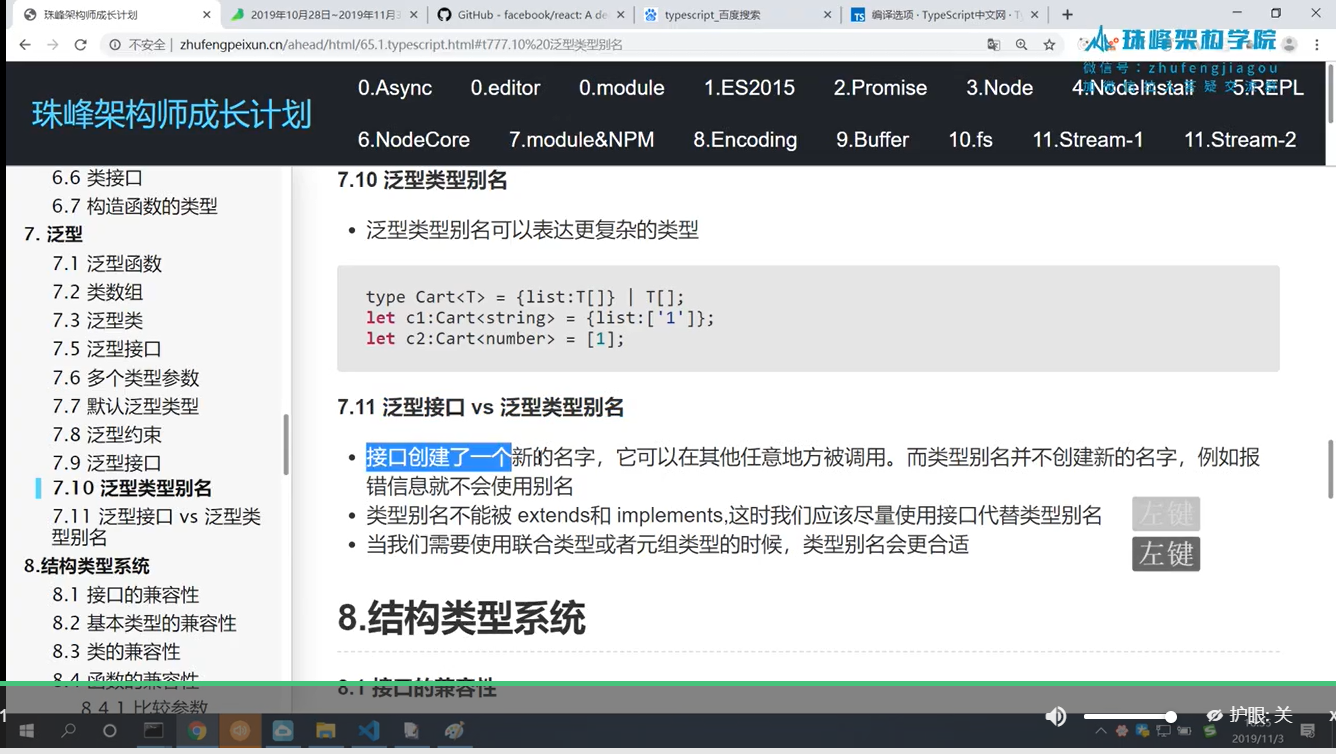 珠峰架构师成长计划
2019年10月28日~2019年11月3
GitHub - facebook/react: A de
typescript_百度搜索
编译选项 · TypeScript中文网 · T
不安全
zhufengpeixun.cn/ahead/html/65.1.typescript.html#t777.10%20泛型类型别名
珠峰架构学院
微信号：zhufengjiagou
珠峰架构师成长计划
0.Async 0.editor 0.module 1.ES2015 2.Promise 3.Node 4.NodeInstall 5.REPL
6.NodeCore 7.module&NPM 8.Encoding 9.Buffer 10.fs 11.Stream-1 11.Stream-2
6.6 类接口
6.7 构造函数的类型
7. 泛型
7.1 泛型函数
7.2 类数组
7.3 泛型类
7.5 泛型接口
7.6 多个类型参数
7.7 默认泛型类型
7.8 泛型约束
7.9 泛型接口
7.10 泛型类型别名
7.11 泛型接口 vs 泛型类
型别名
8.结构类型系统
8.1 接口的兼容性
8.2 基本类型的兼容性
8.3 类的兼容性
8.4 函数的兼容性
8.4.1 比较参数
7.10 泛型类型别名
• 泛型类型别名可以表达更复杂的类型
type Cart<T> = {list:T[]} | T[];
let c1:Cart<string> = {list:['1']};
let c2:Cart<number> = [1];
7.11 泛型接口 vs 泛型类型别名
• 接口创建了一个新的名字，它可以在其他任意地方被调用。而类型别名并不创建新的名字，例如报
错信息就不会使用别名
• 类型别名不能被 extends和 implements,这时我们应该尽量使用接口代替类型别名
• 当我们需要使用联合类型或者元组类型的时候，类型别名会更合适
左键
左键
8.结构类型系统
8.1 接口的兼容性
护眼: 关
2019/11/3